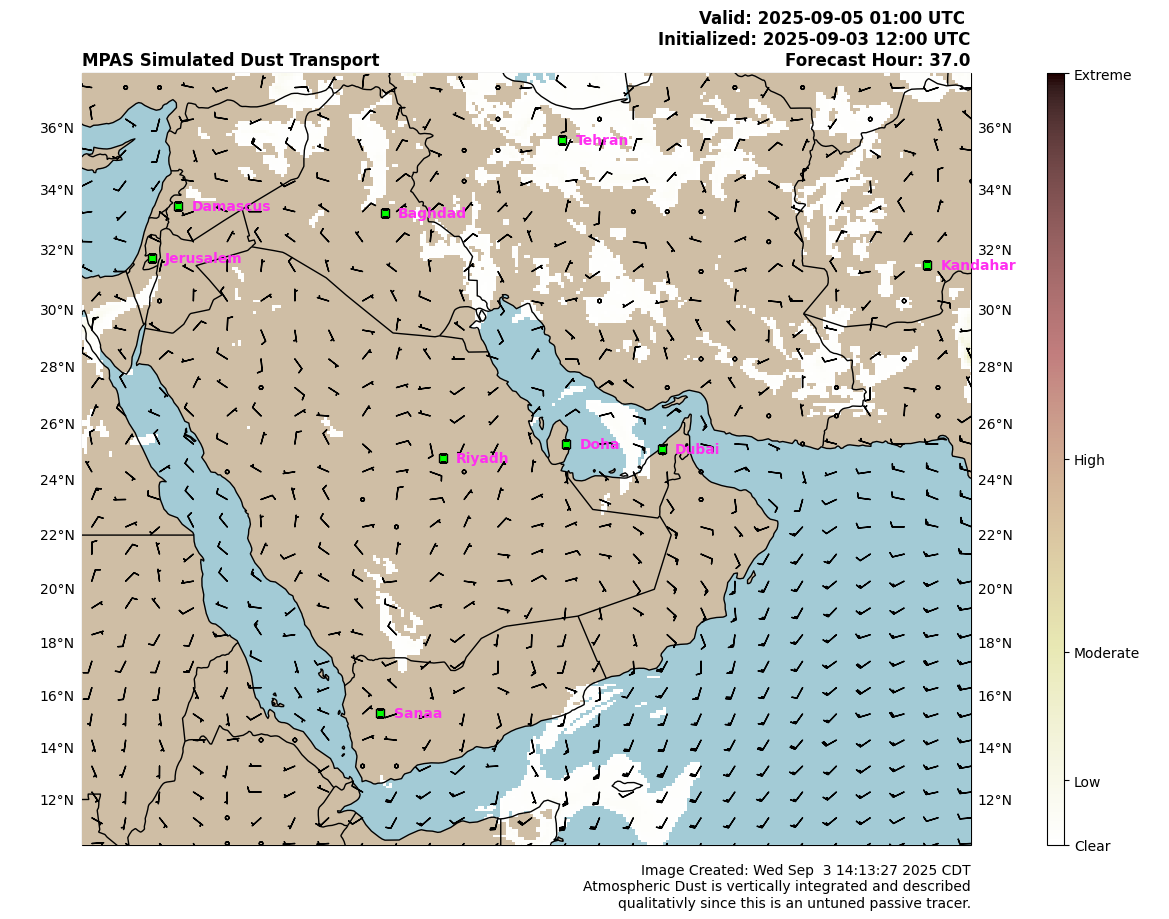 Valid: 2025-09-05 01:00 UTC
Initialized: 2025-09-03 12:00 UTC
MPAS Simulated Dust Transport
Forecast Hour: 37.0
36°N
34°N
32°N
30°N
28°N
26°N
24°N
22°N
20°N
18°N
16°N
14°N
12°N
Tehran
Damascus
Baghdad
Jerusalem
Kandahar
Doha
Dubai
Riyadh
Sanaa
36°N
34°N
32°N
30°N
28°N
26°N
24°N
22°N
20°N
18°N
16°N
14°N
12°N
Extreme
High
Moderate
Low
Clear
Image Created: Wed Sep  3 14:13:27 2025 CDT
Atmospheric Dust is vertically integrated and described
qualitativly since this is an untuned passive tracer.